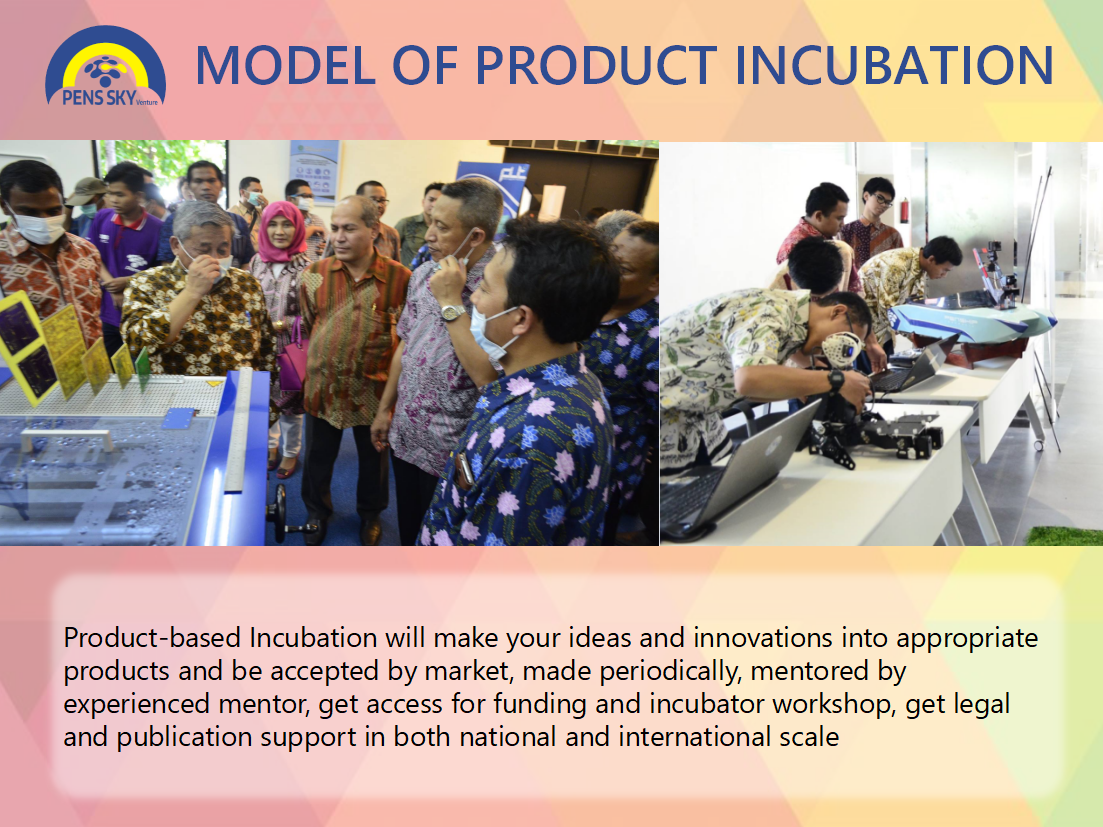 PENS SKY Venture
MODEL OF PRODUCT INCUBATION
Product-based Incubation will make your ideas and innovations into appropriate
products and be accepted by market, made periodically, mentored by
experienced mentor, get access for funding and incubator workshop, get legal
and publication support in both national and international scale